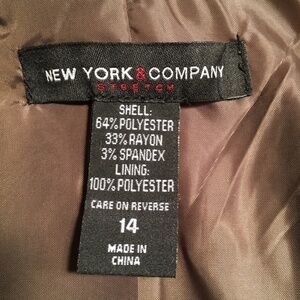 NEW YORK & COMPANY
STRETCH
SHELL:
64% POLYESTER
33% RAYON
3% SPANDEX
LINING:
100% POLYESTER
CARE ON REVERSE
14
MADE IN
CHINA